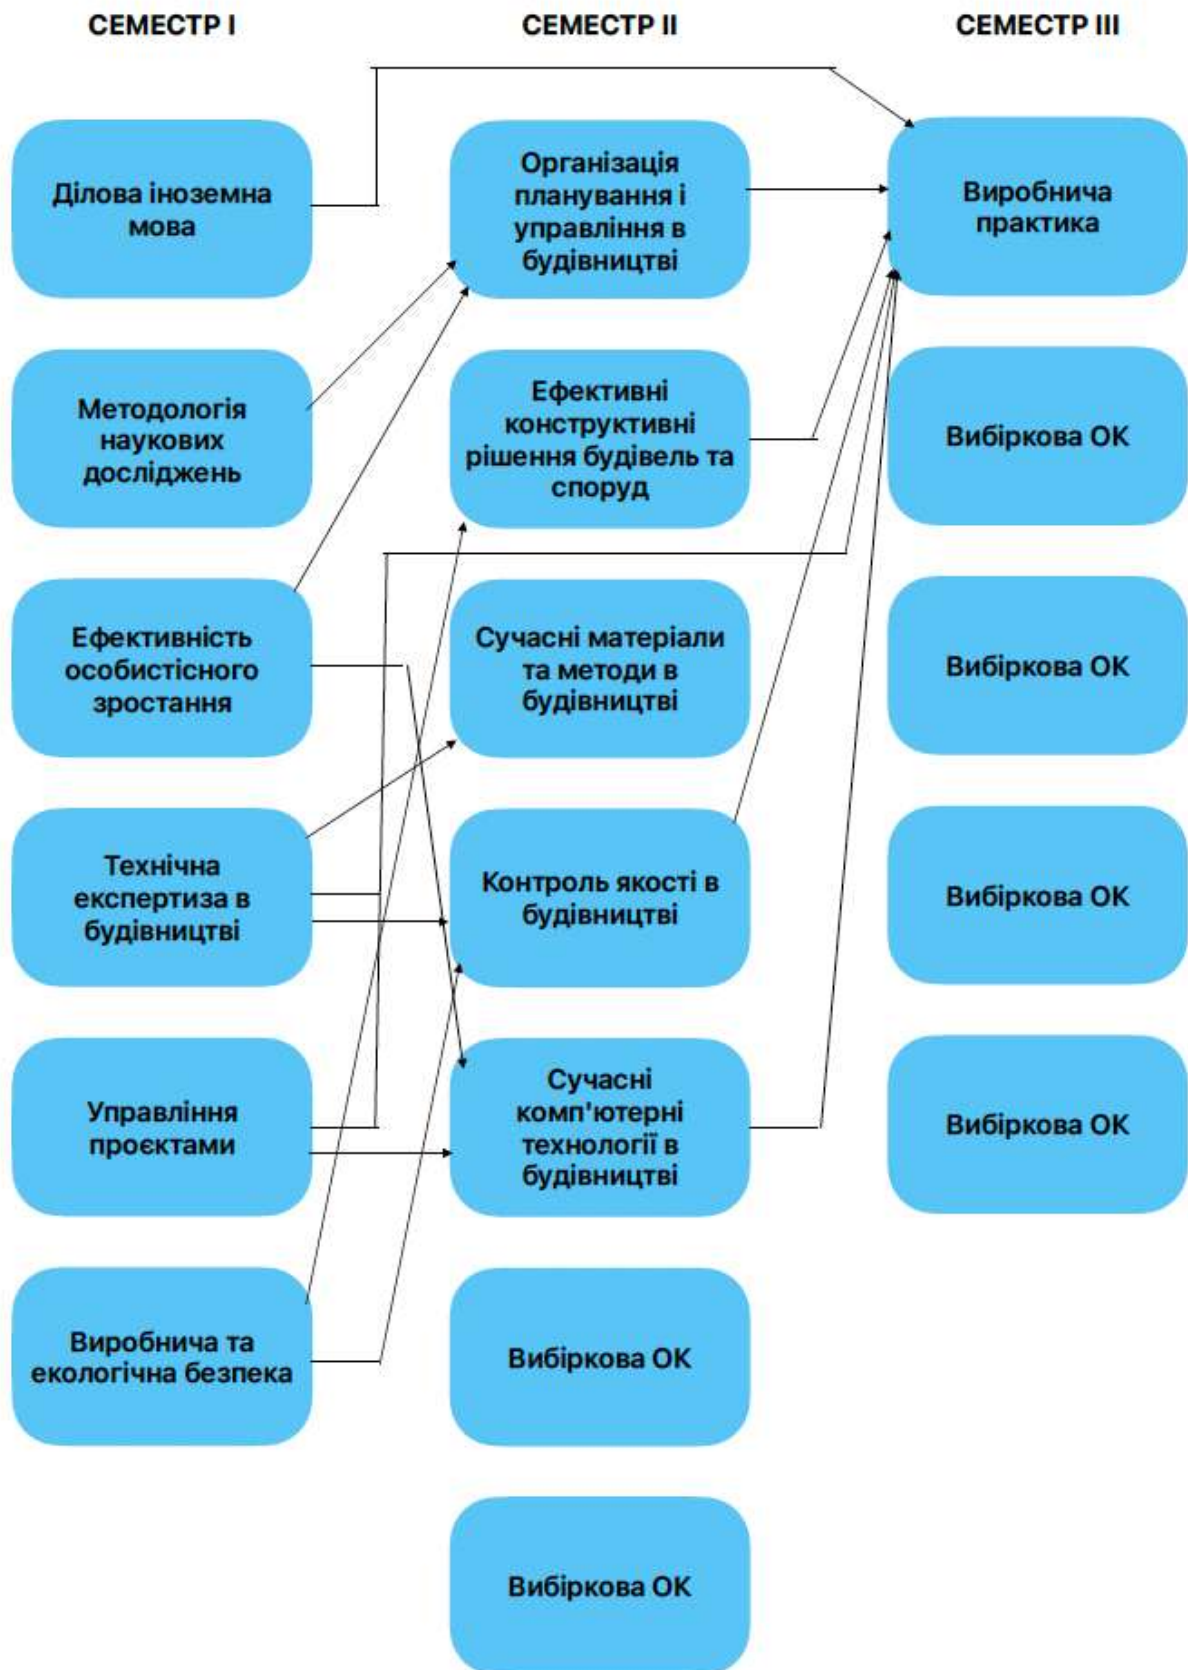 СЕМЕСТР І
СЕМЕСТР ІІ
СЕМЕСТР ІІІ
Ділова іноземна
мова
Методологія
наукових
досліджень
Ефективність
особистісного
зростання
Технічна
експертиза в
будівництві
Управління
проєктами
Виробнича та
екологічна безпека
Організація
планування і
управління в
будівництві
Ефективні
конструктивні
рішення будівель та
споруд
Сучасні матеріали
та методи в
будівництві
Контроль якості в
будівництві
Сучасні
комп'ютерні
технології в
будівництві
Вибіркова ОК
Вибіркова ОК
Виробнича
практика
Вибіркова ОК
Вибіркова ОК
Вибіркова ОК
Вибіркова ОК